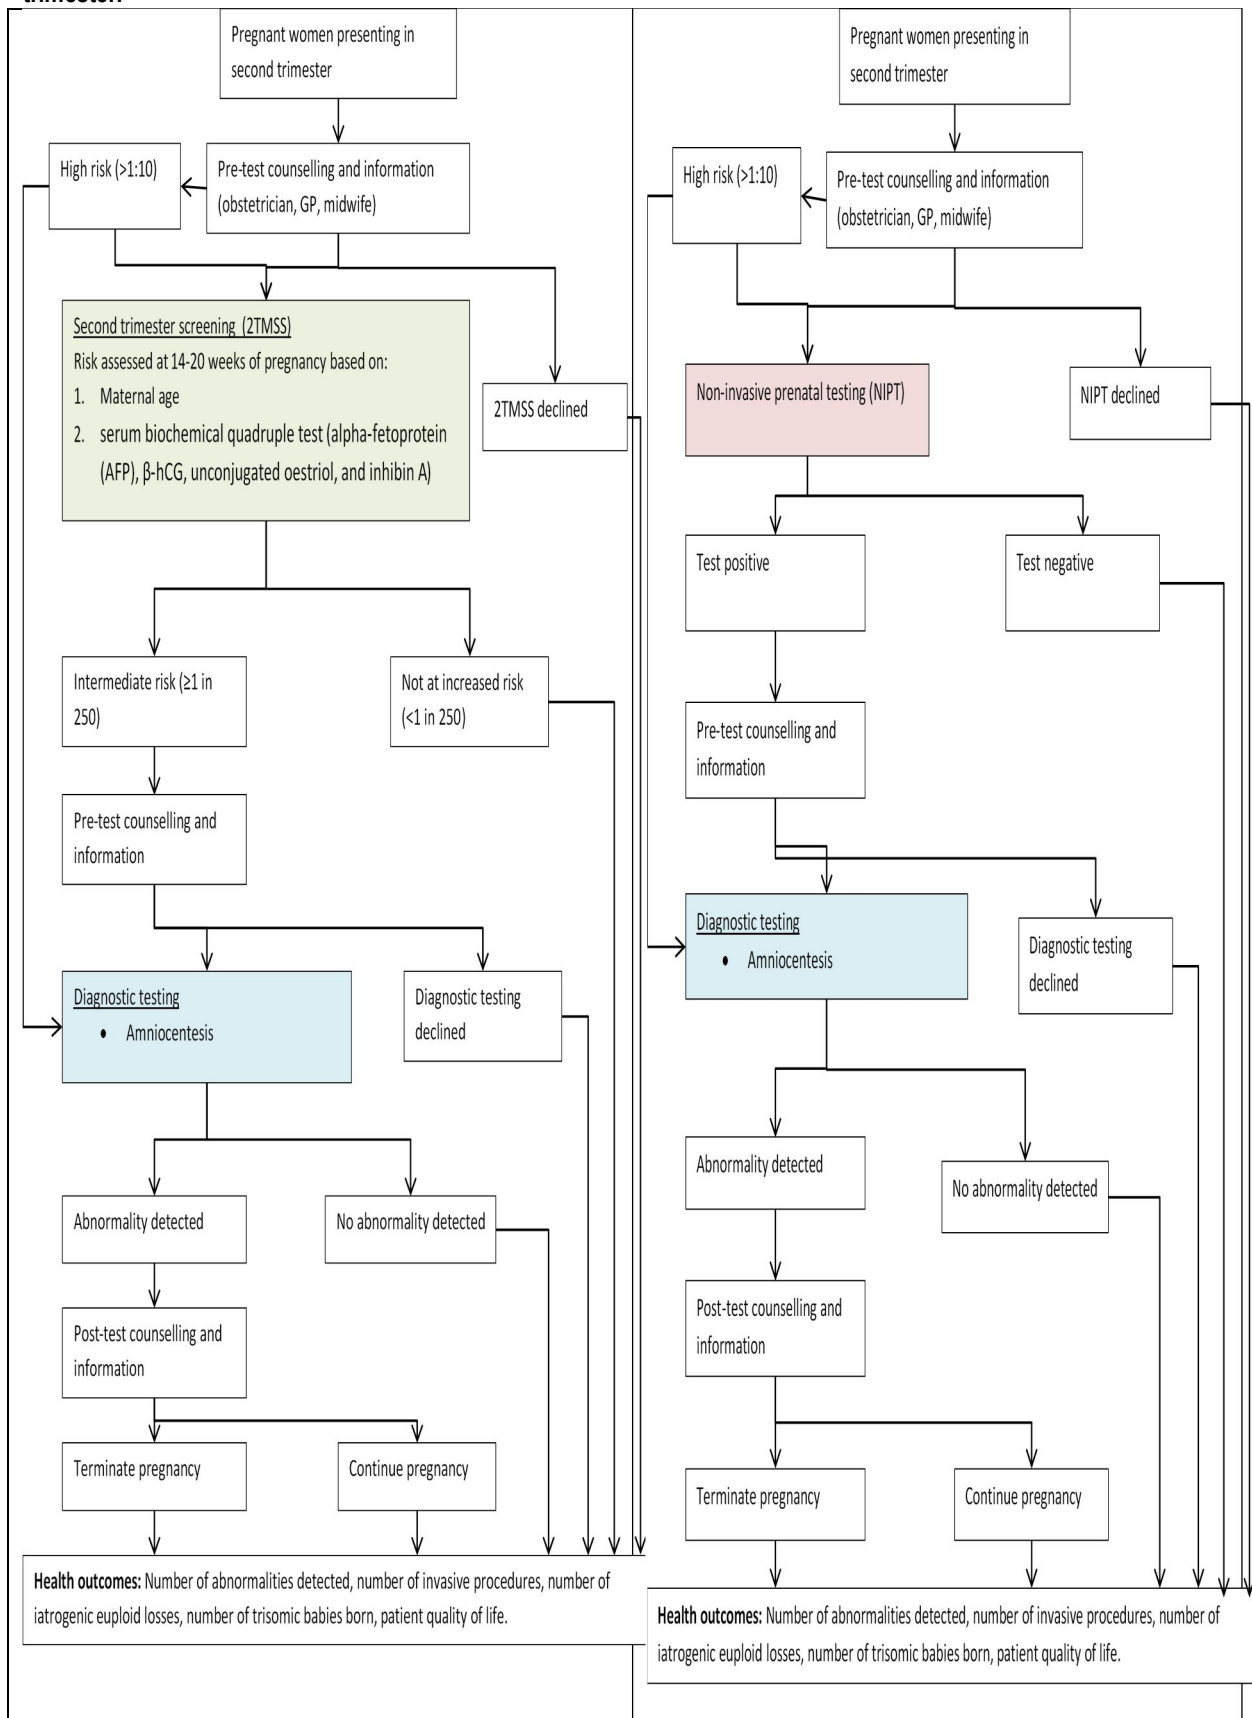 trimester.
Pregnant women presenting in
second trimester
High risk (>1:10)
Pre-test counselling and information
(obstetrician, GP, midwife)
Second trimester screening (2TMSS)
Risk assessed at 14-20 weeks of pregnancy based on:
1. Maternal age
2. serum biochemical quadruple test (alpha-fetoprotein
(AFP), β-hCG, unconjugated oestriol, and inhibin A)
2TMSS declined
Intermediate risk (≥1 in
250)
Not at increased risk
(<1 in 250)
Pre-test counselling and
information
Diagnostic testing
• Amniocentesis
Diagnostic testing
declined
Abnormality detected
No abnormality detected
Post-test counselling and
information
Terminate pregnancy
Continue pregnancy
Health outcomes: Number of abnormalities detected, number of invasive procedures, number of
iatrogenic euploid losses, number of trisomic babies born, patient quality of life.
Pregnant women presenting in
second trimester
High risk (>1:10)
Pre-test counselling and information
(obstetrician, GP, midwife)
Non-invasive prenatal testing (NIPT)
NIPT declined
Test positive
Test negative
Pre-test counselling and
information
Diagnostic testing
• Amniocentesis
Diagnostic testing
declined
Abnormality detected
No abnormality detected
Post-test counselling and
information
Terminate pregnancy
Continue pregnancy
Health outcomes: Number of abnormalities detected, number of invasive procedures, number of
iatrogenic euploid losses, number of trisomic babies born, patient quality of life.